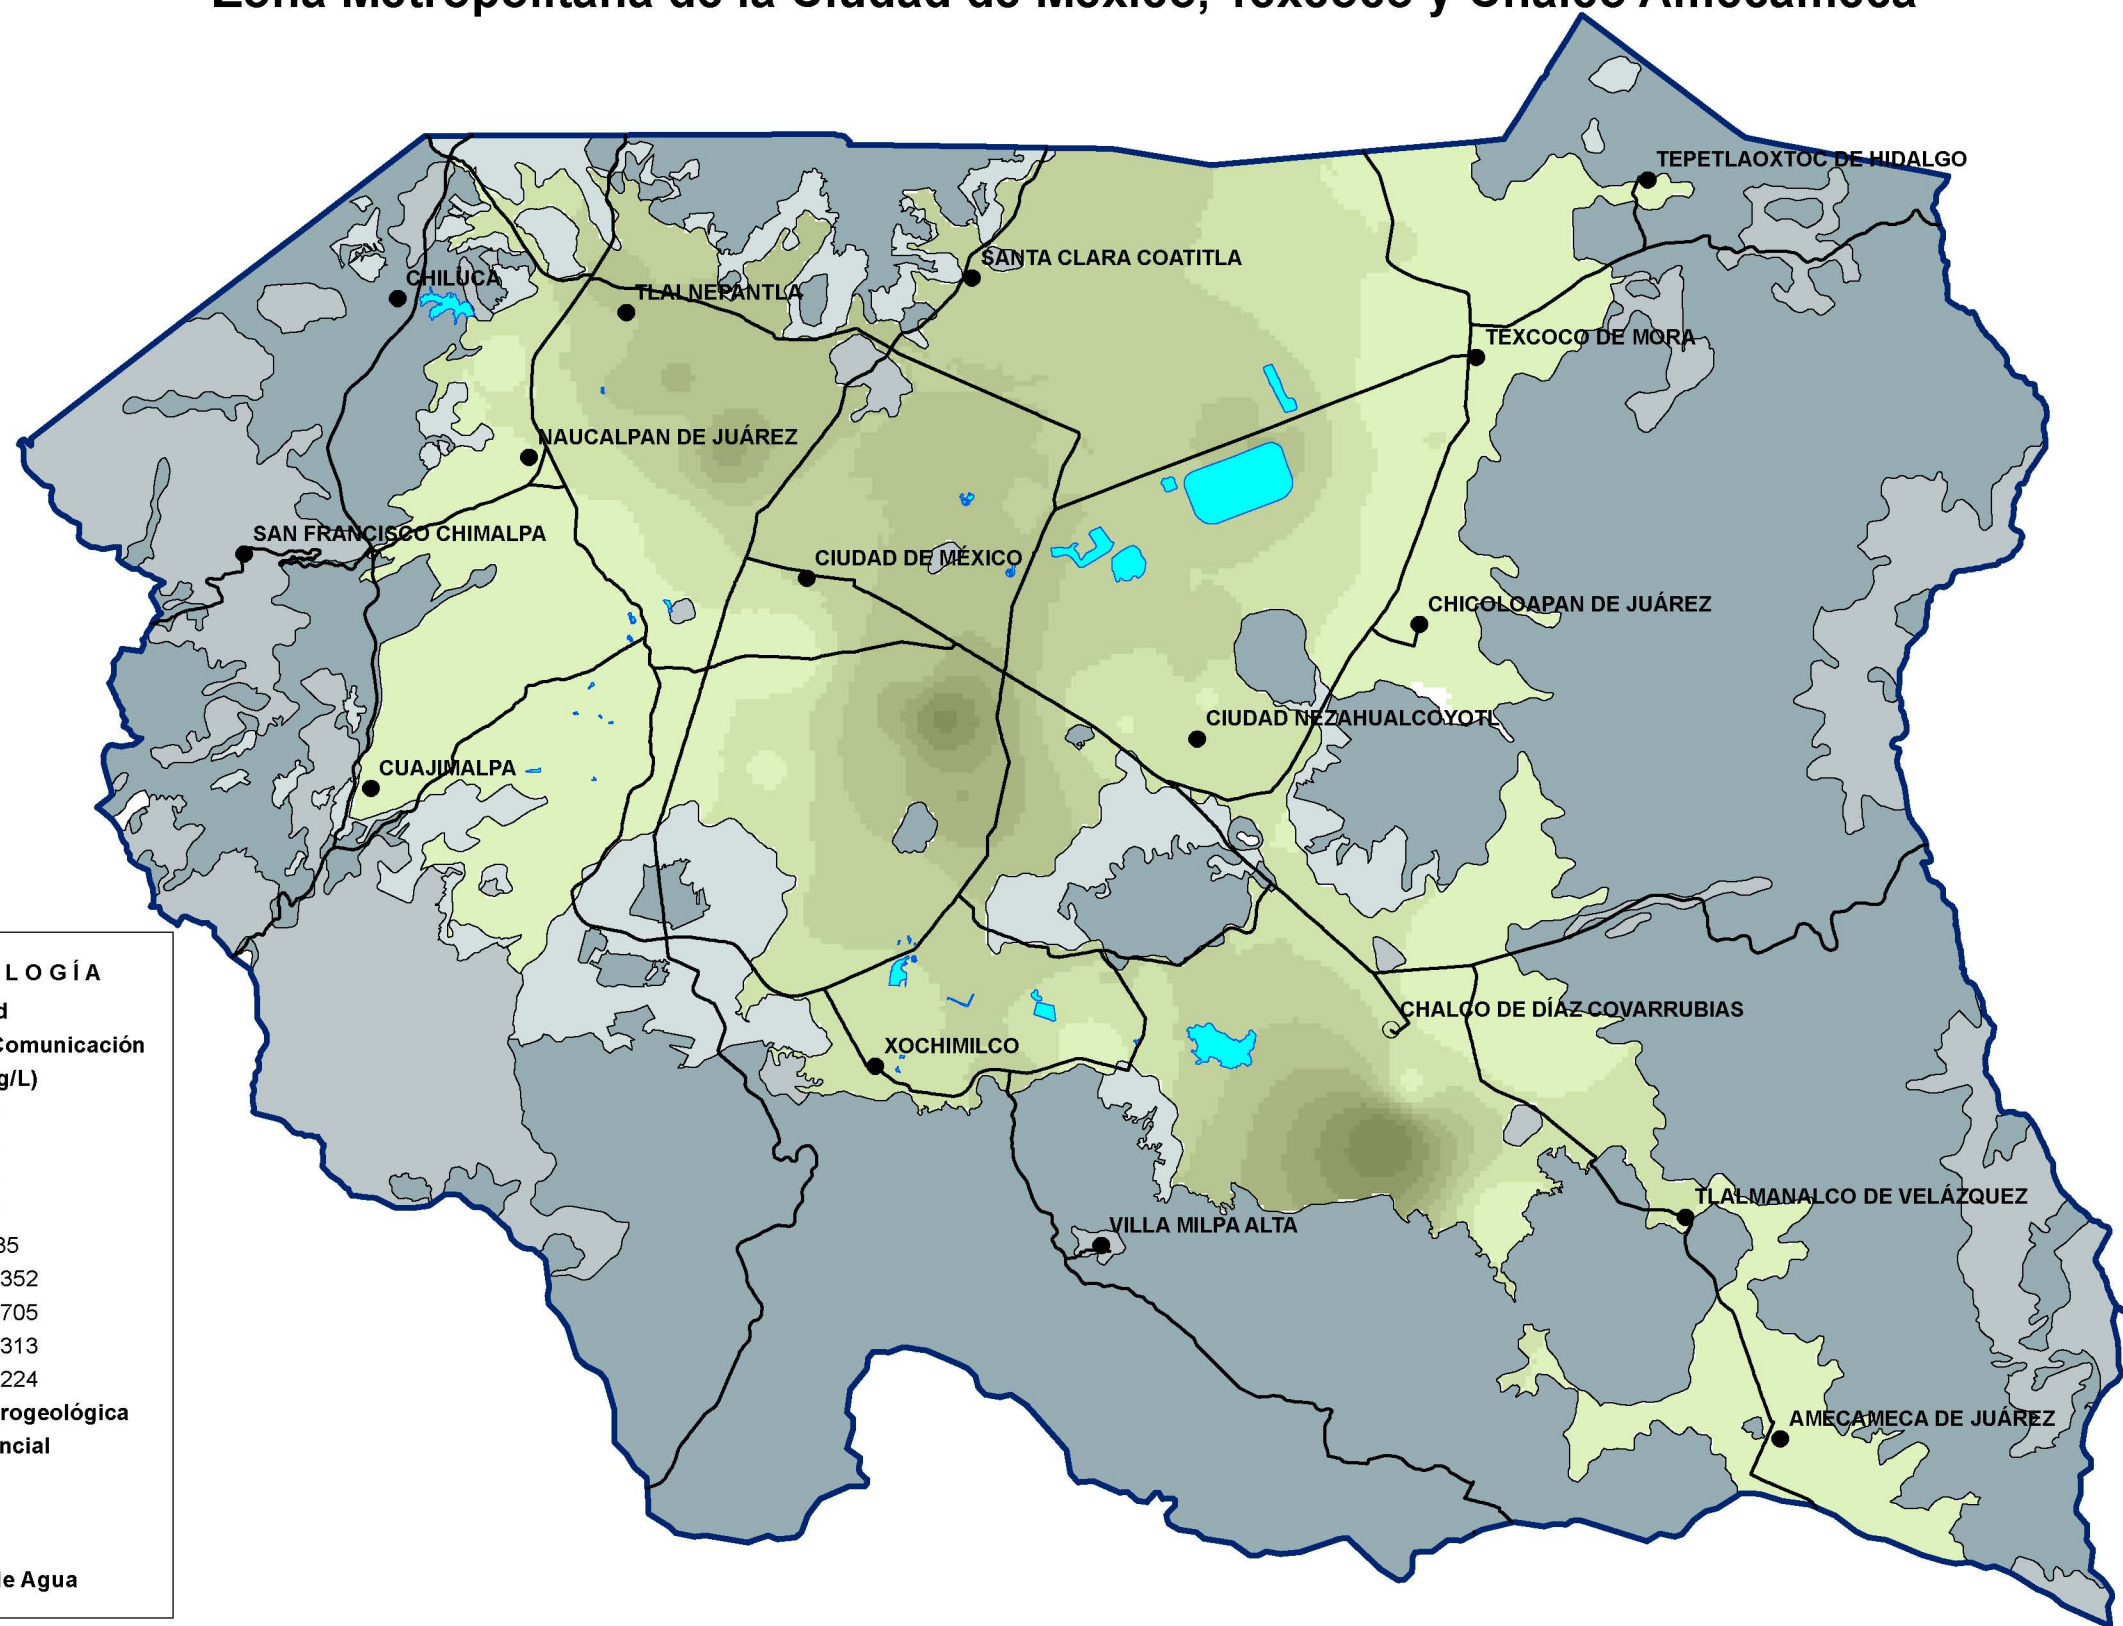 Zona Metropolitana de la Ciudad de México, Texcoco y Chalco Amecameca
TEPETLAOXTOC DE HIDALGO
SANTA CLARA COATITLA
CHILUCA
TLALNEPANTLA
TEXCOCO DE MORA
NAUCALPAN DE JUÁREZ
SAN FRANCISCO CHIMALPA
CIUDAD DE MÉXICO
CHICOLOAPAN DE JUÁREZ
CIUDAD NEZAHUALCOYOTL
CUAJIMALPA
CHALCO DE DÍAZ COVARRUBIAS
XOCHIMILCO
TLALMANALCO DE VELÁZQUEZ
VILLA MILPA ALTA
AMECAMECA DE JUÁREZ
LOGÍA
d
Comunicación
g/L)
35
352
705
313
224
rogeológica
ncial
de Agua